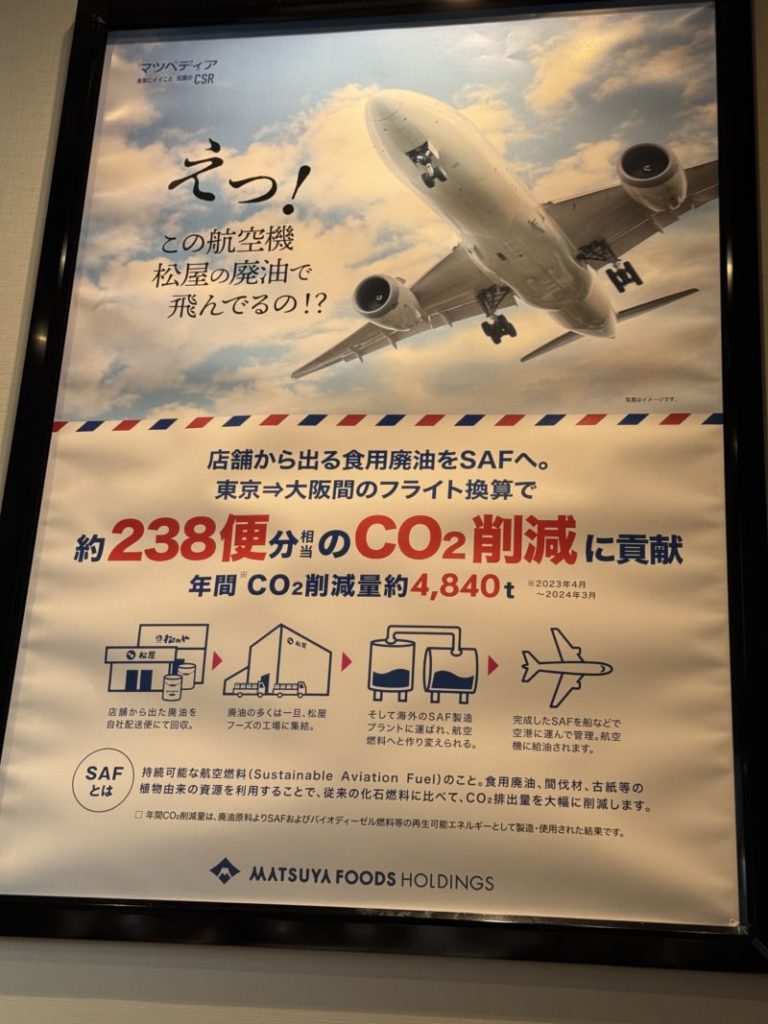 マツペディア
未来にイイこと 松屋のCSR
えっ!
この航空機
松屋の廃油で
飛んでるの!?
写真はイメージです。
店舗から出る食用廃油をSAFへ。
東京⇒大阪間のフライト換算で
約238便分相当のCO2削減に貢献
年間※CO2削減量約4,840t ※2023年4月
～2024年3月
松のや
松屋
松屋
店舗から出た廃油を
自社配送便にて回収。
廃油の多くは一旦、松屋
フーズの工場に集結。
そして海外のSAF製造
プラントに運ばれ、航空
燃料へと作り変えられる。
完成したSAFを船などで
空港に運んで管理。航空
機に給油されます。
SAF
とは
持続可能な航空燃料(Sustainable Aviation Fuel)のこと。食用廃油、間伐材、古紙等の
植物由来の資源を利用することで、従来の化石燃料に比べて、CO2排出量を大幅に削減します。
□ 年間CO2削減量は、廃油原料よりSAFおよびバイオディーゼル燃料等の再生可能エネルギーとして製造・使用された結果です。
MATSUYA FOODS HOLDINGS